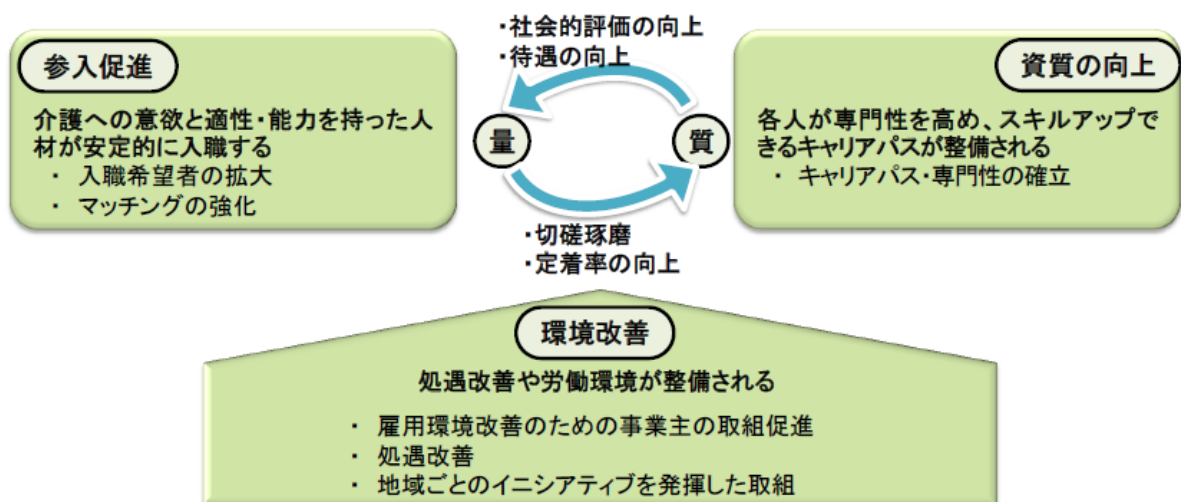 ・社会的評価の向上
・待遇の向上
参入促進
介護への意欲と適性・能力を持った人
材が安定的に入職する
・ 入職希望者の拡大
・ マッチングの強化
量
質
資質の向上
各人が専門性を高め、スキルアップで
きるキャリアパスが整備される
・ キャリアパス・専門性の確立
・切磋琢磨
・定着率の向上
環境改善
処遇改善や労働環境が整備される
・ 雇用環境改善のための事業主の取組促進
・ 処遇改善
・ 地域ごとのイニシアティブを発揮した取組